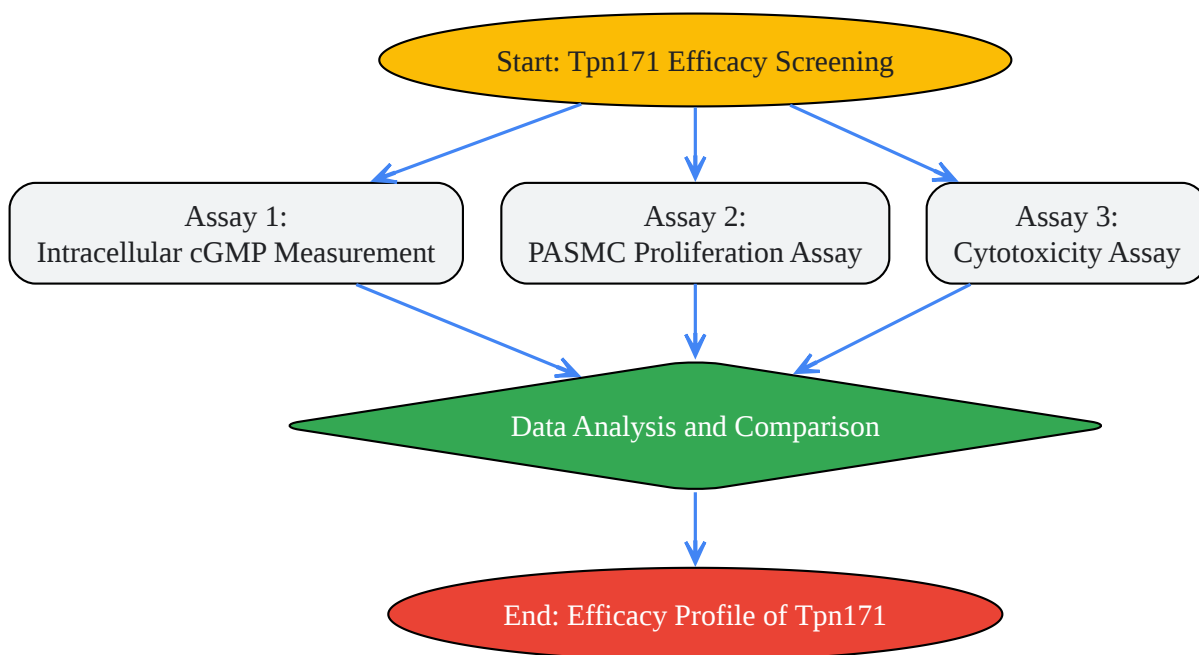 Start: Tpn171 Efficacy Screening
Assay 1:
Intracellular cGMP Measurement
Assay 2:
PASMC Proliferation Assay
Assay 3:
Cytotoxicity Assay
Data Analysis and Comparison
End: Efficacy Profile of Tpn171